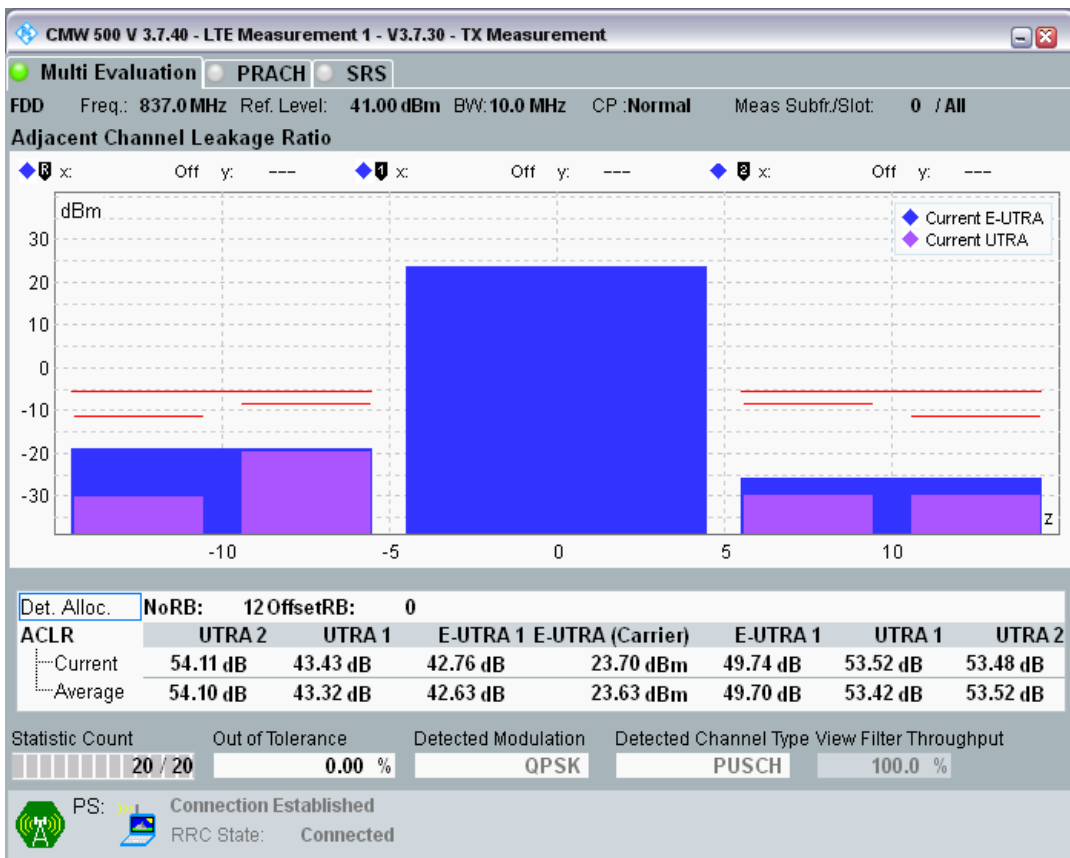 CMW 500 V 3.7.40 - LTE Measurement 1 - V3.7.30 - TX Measurement
Multi Evaluation PRACH SRS
FDD Freq.: 837.0 MHz Ref. Level: 41.00 dBm BW: 10.0 MHz CP :Normal Meas Subfr./Slot: 0 / All
Adjacent Channel Leakage Ratio
R x: Off y: --- 1 x: Off y: --- 2 x: Off y: ---
dBm
Current E-UTRA
Current UTRA
30
20
10
0
-10
-20
-30
z
-10 -5 0 5 10
Det. Alloc. NoRB: 12 OffsetRB: 0
ACLR UTRA 2 UTRA 1 E-UTRA 1 E-UTRA (Carrier) E-UTRA 1 UTRA 1 UTRA 2
Current 54.11 dB 43.43 dB 42.76 dB 23.70 dBm 49.74 dB 53.52 dB 53.48 dB
Average 54.10 dB 43.32 dB 42.63 dB 23.63 dBm 49.70 dB 53.42 dB 53.52 dB
Statistic Count Out of Tolerance Detected Modulation Detected Channel Type View Filter Throughput
20 / 20 0.00 % QPSK PUSCH 100.0 %
PS: Connection Established
RRC State: Connected